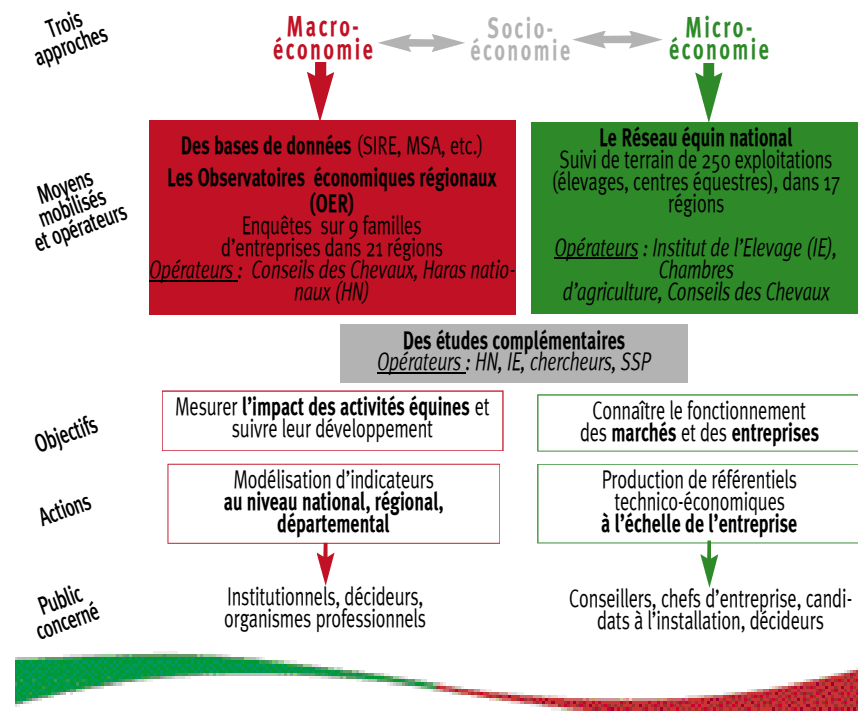 Trois
approches
Macro-
économie
Socio-
économie
Micro-
économie
Moyens
mobilisés
et opérateurs
Des bases de données (SIRE, MSA, etc.)
Les Observatoires économiques régionaux
(OER)
Enquêtes sur 9 familles
d'entreprises dans 21 régions
Opérateurs : Conseils des Chevaux, Haras natio-
naux (HN)
Le Réseau équin national
Suivi de terrain de 250 exploitations
(élevages, centres équestres), dans 17
régions
Opérateurs : Institut de l'Elevage (IE),
Chambres
d'agriculture, Conseils des Chevaux
Des études complémentaires
Opérateurs : HN, IE, chercheurs, SSP
Objectifs
Mesurer l'impact des activités équines et
suivre leur développement
Connaître le fonctionnement
des marchés et des entreprises
Actions
Modélisation d'indicateurs
au niveau national, régional,
départemental
Production de référentiels
technico-économiques
à l'échelle de l'entreprise
Public
concerné
Institutionnels, décideurs,
organismes professionnels
Conseillers, chefs d'entreprise, candi-
dats à l'installation, décideurs